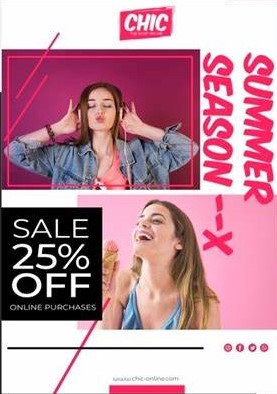 CHIC
SUMMER
SEASON--X
SALE
25%
OFF
ONLINE PURCHASES
www.chic-online.com